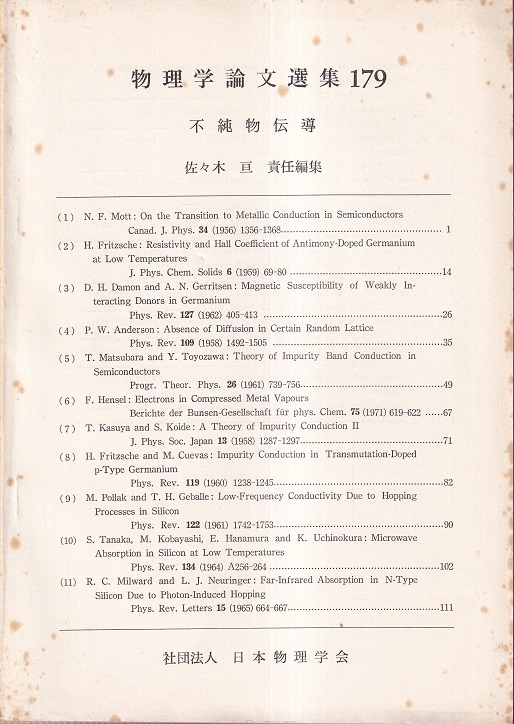 物理学論文選集 179
不純物伝導
佐々木 亘 責任編集
(1) N. F. Mott: On the Transition to Metallic Conduction in Semiconductors
Canad. J. Phys. 34 (1956) 1356-1368 1
(2) H. Fritzsche: Resistivity and Hall Coefficient of Antimony-Doped Germanium
at Low Temperatures
J. Phys. Chem. Solids 6 (1959) 69-80 14
(3) D. H. Damon and A. N. Gerritsen: Magnetic Susceptibility of Weakly In-
teracting Donors in Germanium
Phys. Rev. 127 (1962) 405-413 26
(4) P. W. Anderson: Absence of Diffusion in Certain Random Lattice
Phys. Rev. 109 (1958) 1492-1505 35
(5) T. Matsubara and Y. Toyozawa: Theory of Impurity Band Conduction in
Semiconductors
Progr. Theor. Phys. 26 (1961) 739-756 49
(6) F. Hensel: Electrons in Compressed Metal Vapours
Berichte der Bunsen-Gesellschaft für phys. Chem. 75 (1971) 619-622 67
(7) T. Kasuya and S. Koide: A Theory of Impurity Conduction II
J. Phys. Soc. Japan 13 (1958) 1287-1297 71
(8) H. Fritzsche and M. Cuevas: Impurity Conduction in Transmutation-Doped
p-Type Germanium
Phys. Rev. 119 (1960) 1238-1245 82
(9) M. Pollak and T. H. Geballe: Low-Frequency Conductivity Due to Hopping
Processes in Silicon
Phys. Rev. 122 (1961) 1742-1753 90
(10) S. Tanaka, M. Kobayashi, E. Hanamura and K. Uchinokura: Microwave
Absorption in Silicon at Low Temperatures
Phys. Rev. 134 (1964) A256-264 102
(11) R. C. Milward and L. J. Neuringer: Far-Infrared Absorption in N-Type
Silicon Due to Photon-Induced Hopping
Phys. Rev. Letters 15 (1965) 664-667 111
社団法人 日本物理学会